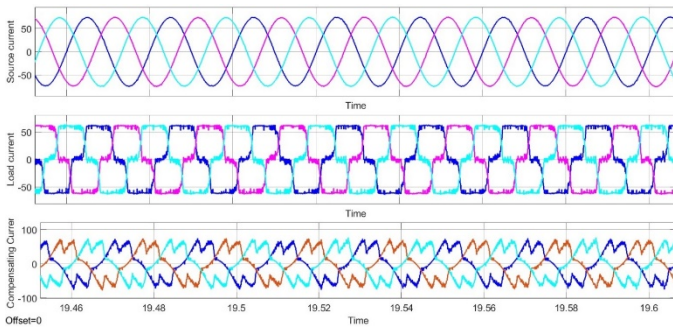 Source current
50
0
-50
Time
Load current
50
0
-50
Time
Compensating Currer
100
0
-100
19.46 19.48 19.5 19.52 19.54 19.56 19.58 19.6
Offset=0 Time